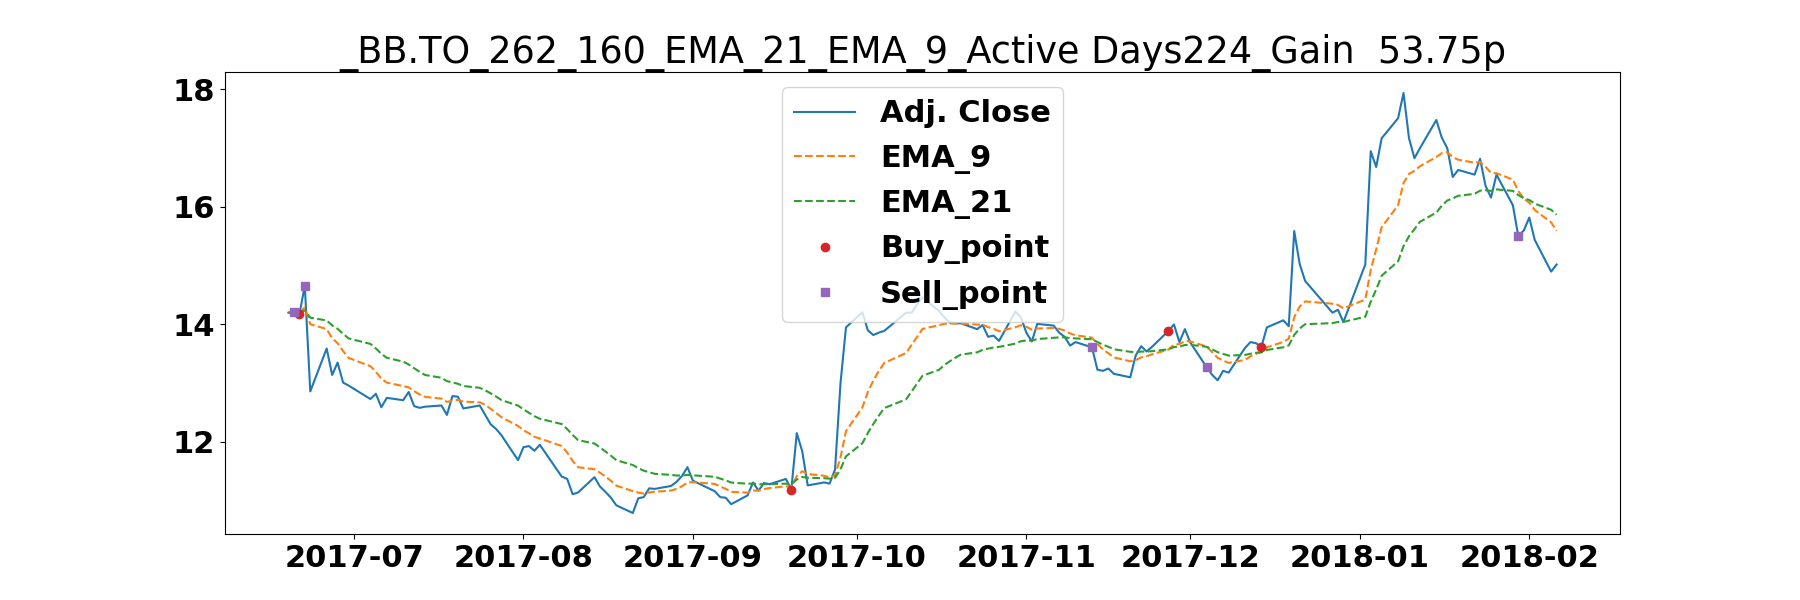 _BB.TO_262_160_EMA_21_EMA_9_Active Days224_Gain  53.75p
18
16
14
12
Adj. Close
EMA_9
EMA_21
Buy_point
Sell_point
2017-07 2017-08 2017-09 2017-10 2017-11 2017-12 2018-01 2018-02